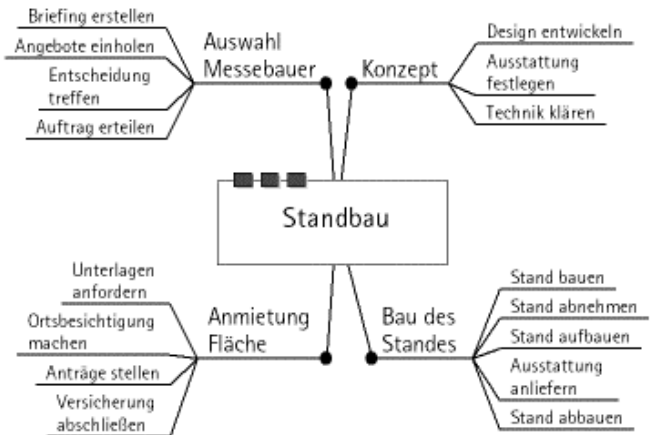 Briefing erstellen
Angebote einholen
Entscheidung
treffen
Auftrag erteilen
Auswahl
Messebauer
Konzept
Design entwickeln
Ausstattung
festlegen
Technik klären
Standbau
Unterlagen
anfordern
Ortsbesichtigung
machen
Anträge stellen
Versicherung
abschließen
Anmietung
Fläche
Bau des
Standes
Stand bauen
Stand abnehmen
Stand aufbauen
Ausstattung
anliefern
Stand abbauen